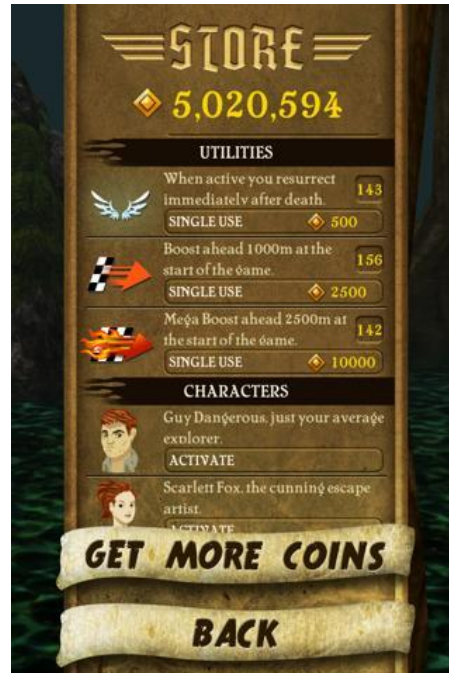 STORE
5,020,594
UTILITIES
When active you resurrect
immediately after death.
143
SINGLE USE 500
Boost ahead 1000m at the
start of the game.
156
SINGLE USE 2500
Mega Boost ahead 2500m at
the start of the game.
142
SINGLE USE 10000
CHARACTERS
Guy Dangerous, just your average
explorer.
ACTIVATE
Scarlett Fox, the cunning escape
artist.
ACTIVATE
GET MORE COINS
BACK